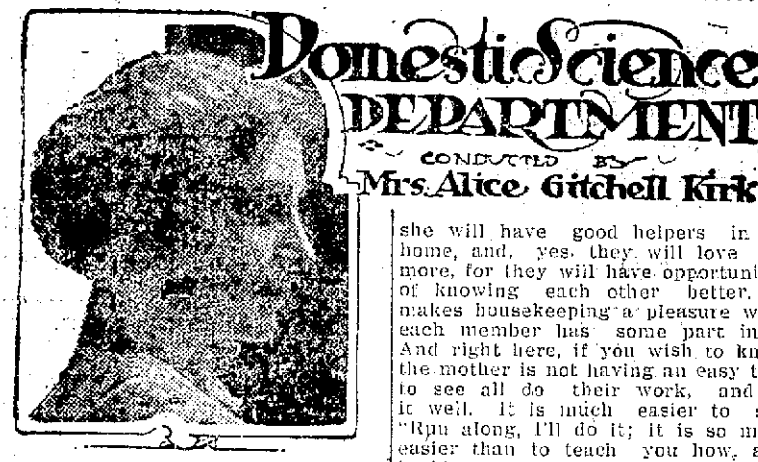 Domestic Science
DEPARTMENT
CONDUCTED BY
Mrs. Alice Gitchell Kirk
she will have good helpers in
home, and, yes, they will love
more, for they will have opportuni
of knowing each other better.
makes housekeeping a pleasure w
each member has some part in
And right here, if you wish to kn
the mother is not having an easy t
to see all do their work, and
it well. It is much easier to s
"Run along, I'll do it; it is so m
easier than to teach you how, a